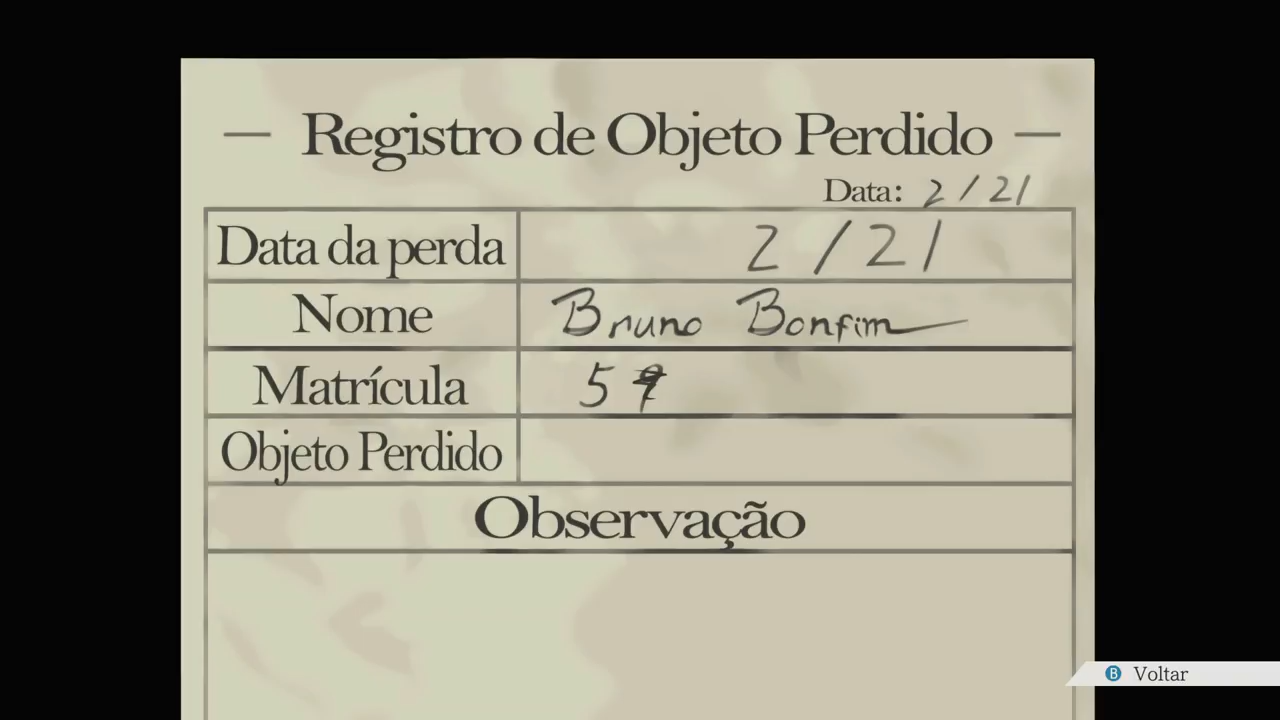 — Registro de Objeto Perdido —
Data: 2/21
Data da perda 2/21
Nome Bruno Bonfim
Matrícula 5
Objeto Perdido
Observação
B Voltar